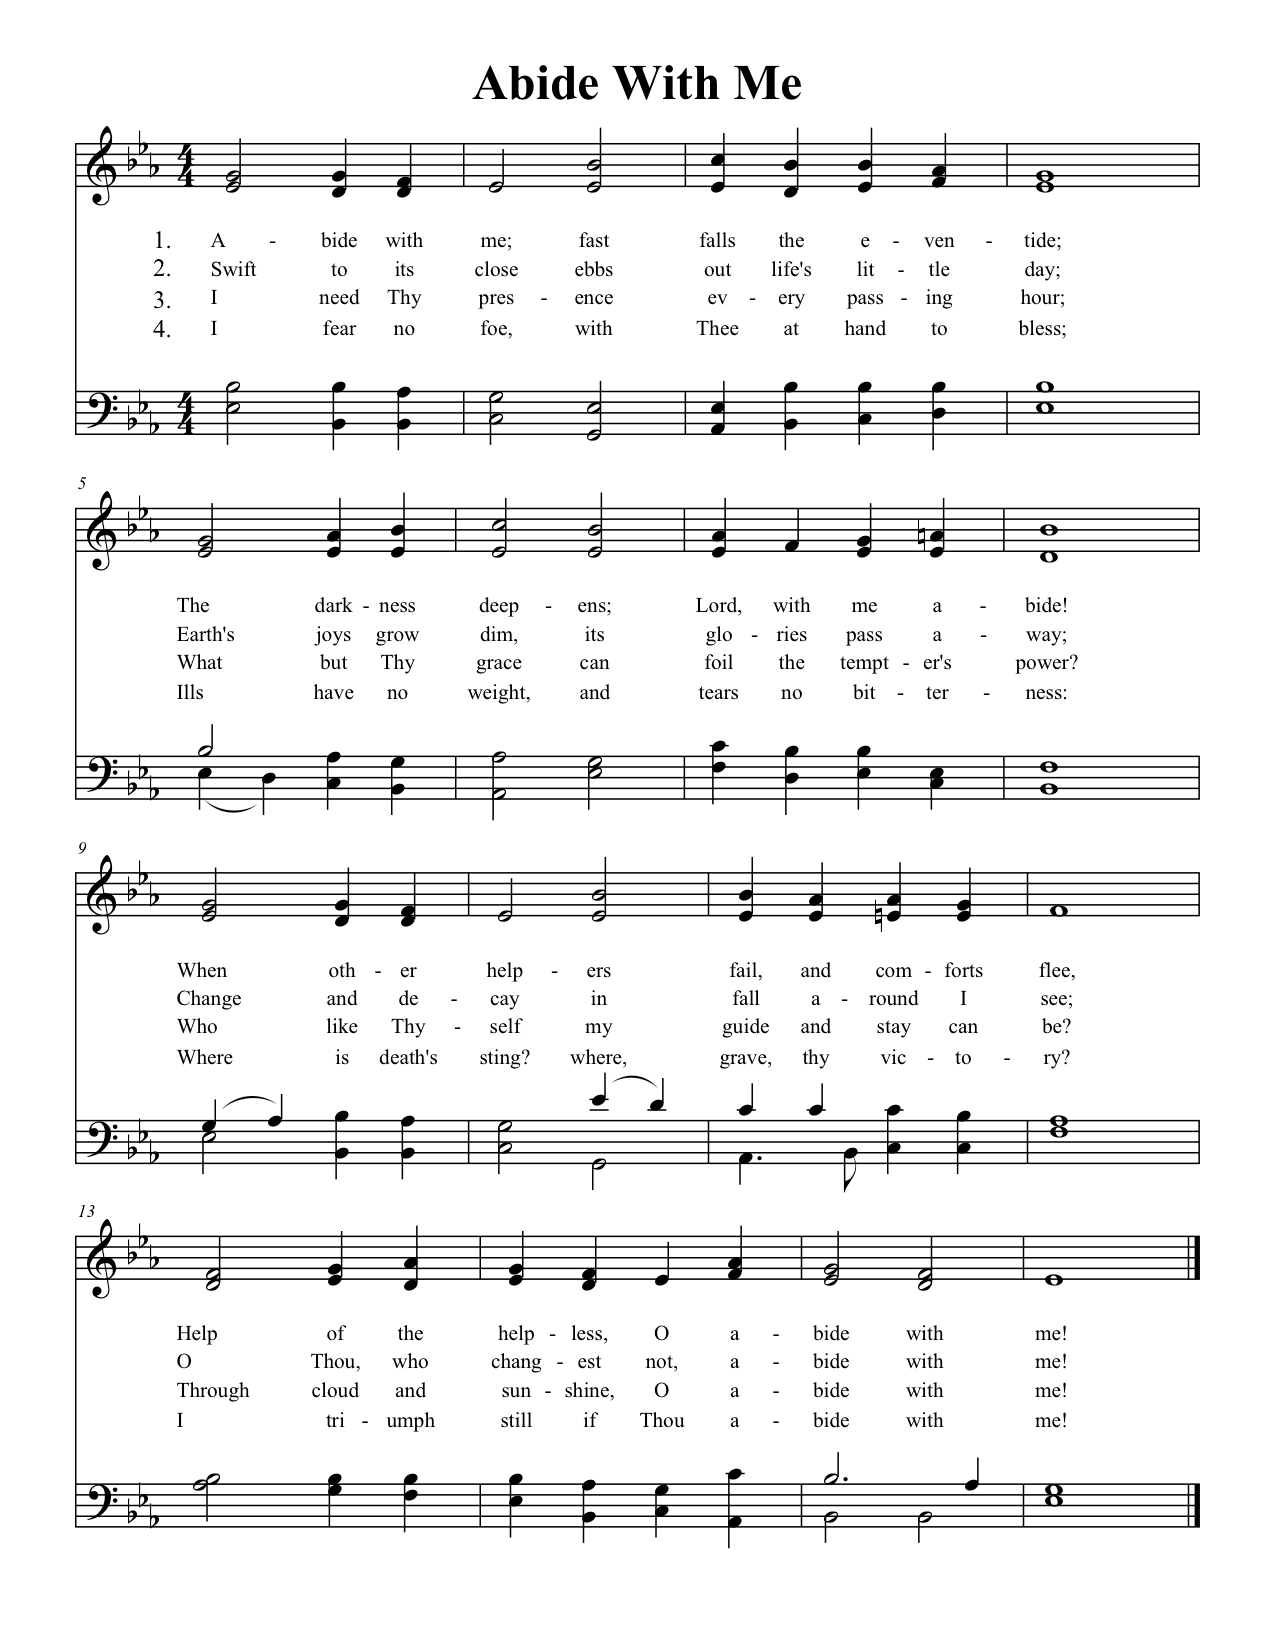 Abide With Me
4 4
1. A - bide with me; fast falls the e - ven - tide;
2. Swift to its close ebbs out life's lit - tle day;
3. I need Thy pres - ence ev - ery pass - ing hour;
4. I fear no foe, with Thee at hand to bless;
4 4
5
The dark - ness deep - ens; Lord, with me a - bide!
Earth's joys grow dim, its glo - ries pass a - way;
What but Thy grace can foil the tempt - er's power?
Ills have no weight, and tears no bit - ter - ness:
9
When oth - er help - ers fail, and com - forts flee,
Change and de - cay in fall a - round I see;
Who like Thy - self my guide and stay can be?
Where is death's sting? where, grave, thy vic - to - ry?
13
Help of the help - less, O a - bide with me!
O Thou, who chang - est not, a - bide with me!
Through cloud and sun - shine, O a - bide with me!
I tri - umph still if Thou a - bide with me!